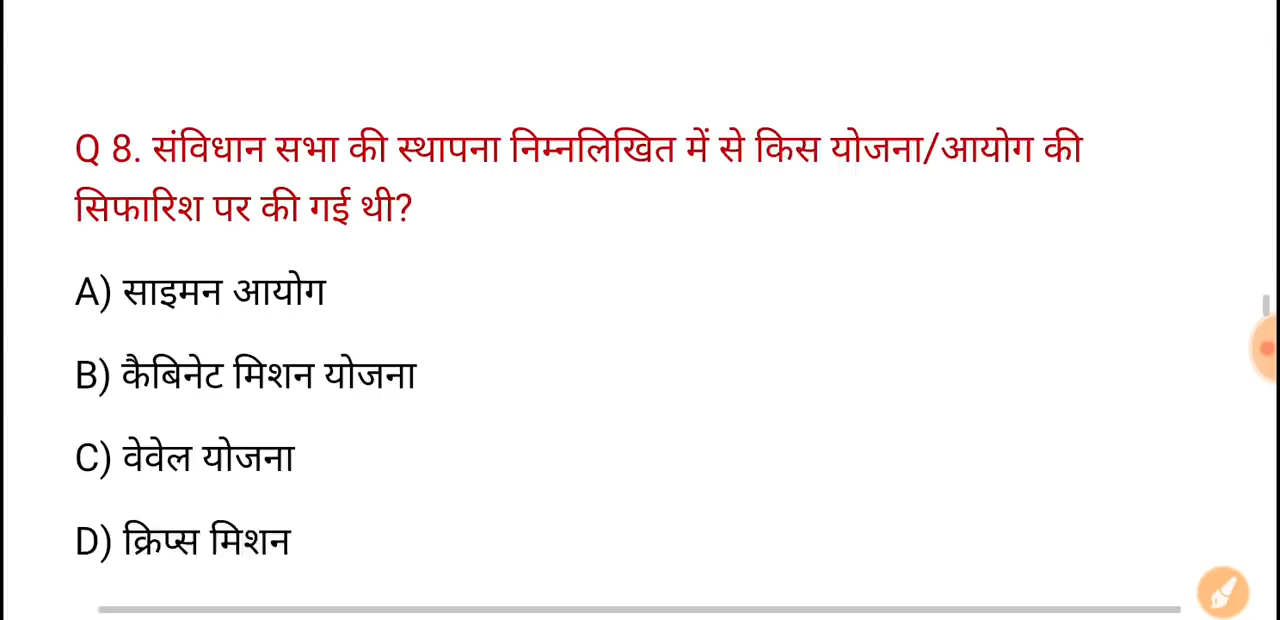 Q 8. संविधान सभा की स्थापना निम्नलिखित में से किस योजना/आयोग की
सिफारिश पर की गई थी?
A) साइमन आयोग
B) कैबिनेट मिशन योजना
C) वेवेल योजना
D) क्रिप्स मिशन